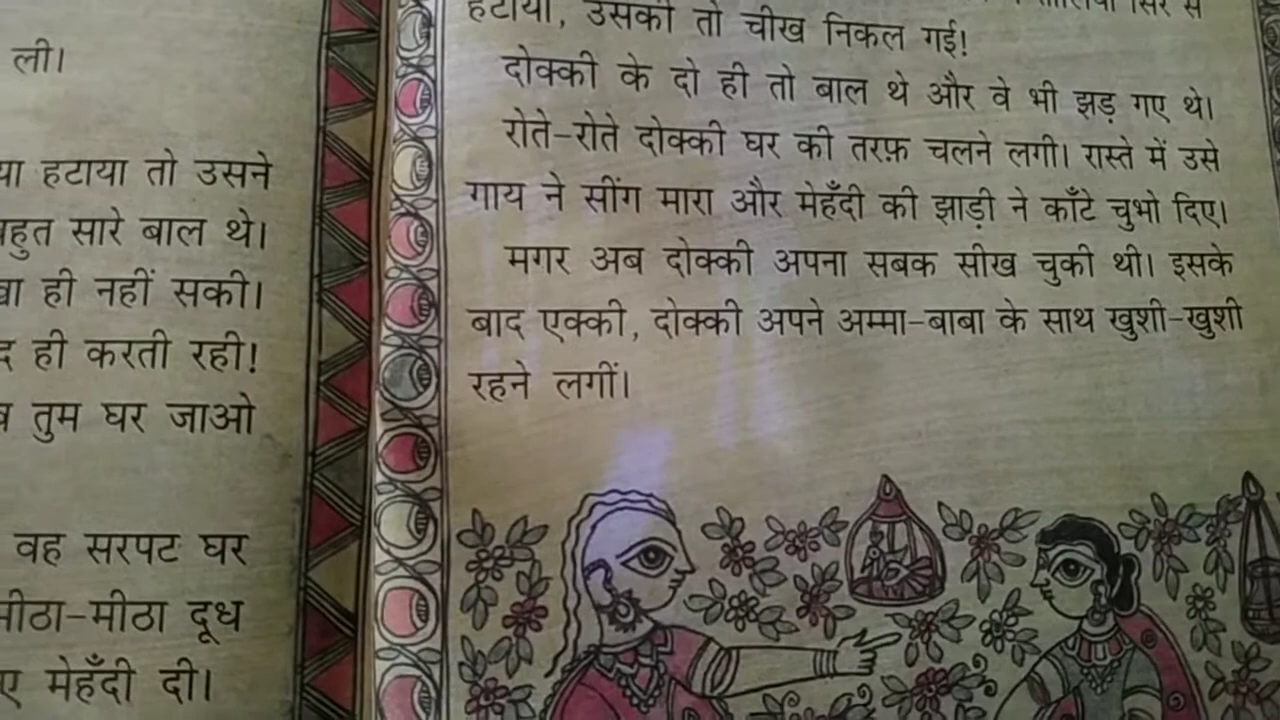 ली।
हटाया तो उसने
सारे बाल थे।
ही नहीं सकी।
ही करती रही!
तुम घर जाओ
वह सरपट घर
मीठा-मीठा दूध
मेहँदी दी।
हटाया, उसकी तो चीख निकल गई!
दोक्की के दो ही तो बाल थे और वे भी झड़ गए थे।
रोते-रोते दोक्की घर की तरफ़ चलने लगी। रास्ते में उसे
गाय ने सींग मारा और मेहँदी की झाड़ी ने काँटे चुभो दिए।
मगर अब दोक्की अपना सबक सीख चुकी थी। इसके
बाद एक्की, दोक्की अपने अम्मा-बाबा के साथ खुशी-खुशी
रहने लगीं।